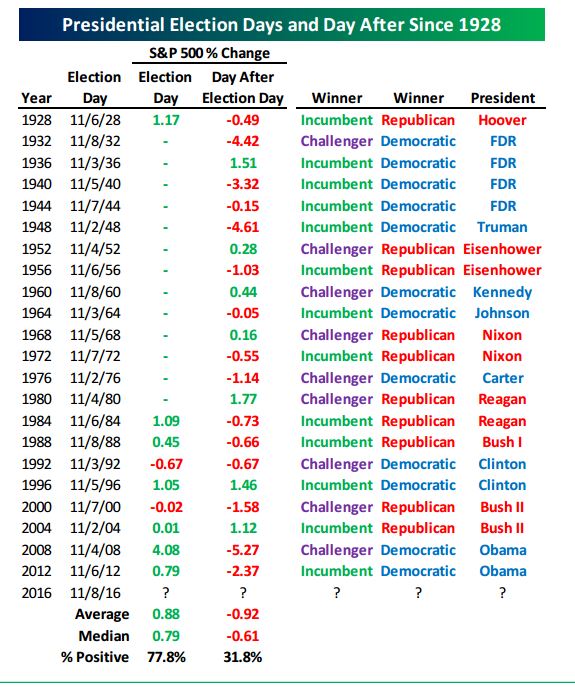 Presidential Election Days and Day After Since 1928
S&P 500 % Change
Election Election Day After
Year Day Day Election Day Winner Winner President
1928 11/6/28 1.17 -0.49 Incumbent Republican Hoover
1932 11/8/32 - -4.42 Challenger Democratic FDR
1936 11/3/36 - 1.51 Incumbent Democratic FDR
1940 11/5/40 - -3.32 Incumbent Democratic FDR
1944 11/7/44 - -0.15 Incumbent Democratic FDR
1948 11/2/48 - -4.61 Incumbent Democratic Truman
1952 11/4/52 - 0.28 Challenger Republican Eisenhower
1956 11/6/56 - -1.03 Incumbent Republican Eisenhower
1960 11/8/60 - 0.44 Challenger Democratic Kennedy
1964 11/3/64 - -0.05 Incumbent Democratic Johnson
1968 11/5/68 - 0.16 Challenger Republican Nixon
1972 11/7/72 - -0.55 Incumbent Republican Nixon
1976 11/2/76 - -1.14 Challenger Democratic Carter
1980 11/4/80 - 1.77 Challenger Republican Reagan
1984 11/6/84 1.09 -0.73 Incumbent Republican Reagan
1988 11/8/88 0.45 -0.66 Incumbent Republican Bush I
1992 11/3/92 -0.67 -0.67 Challenger Democratic Clinton
1996 11/5/96 1.05 1.46 Incumbent Democratic Clinton
2000 11/7/00 -0.02 -1.58 Challenger Republican Bush II
2004 11/2/04 0.01 1.12 Incumbent Republican Bush II
2008 11/4/08 4.08 -5.27 Challenger Democratic Obama
2012 11/6/12 0.79 -2.37 Incumbent Democratic Obama
2016 11/8/16 ? ? ? ? ?
Average 0.88 -0.92
Median 0.79 -0.61
% Positive 77.8% 31.8%